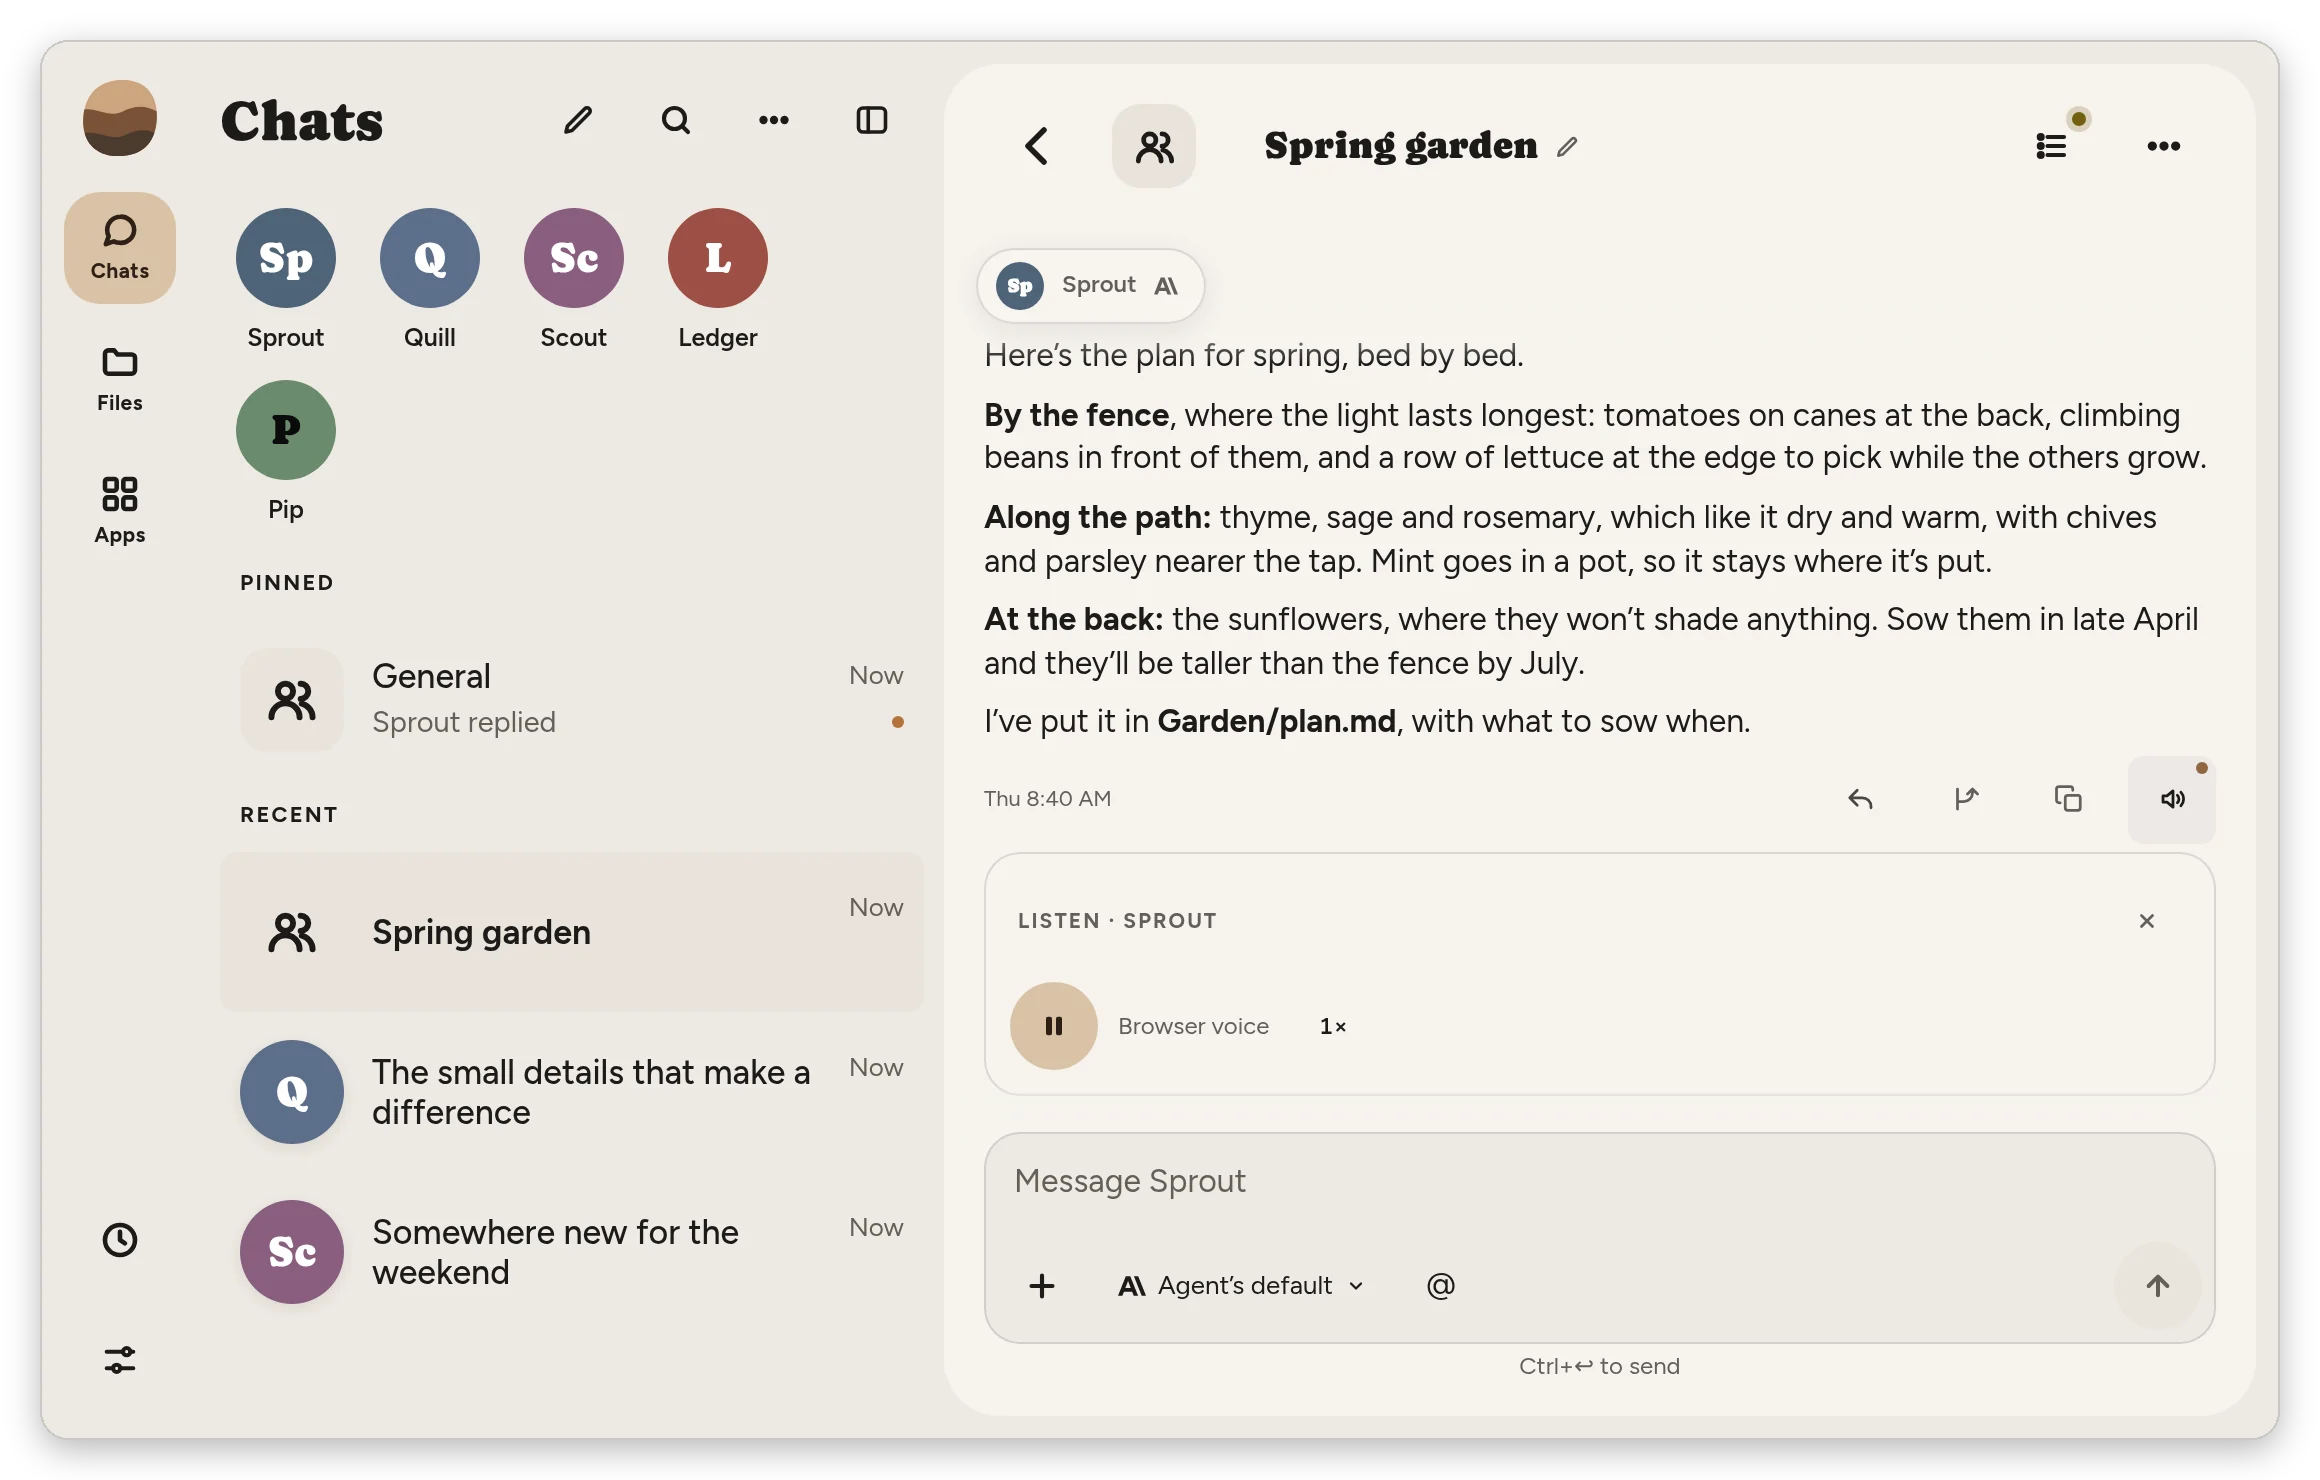 Chats
Chats
Files
Apps
Sp
Sprout
Q
Quill
Sc
Scout
L
Ledger
P
Pip
PINNED
General
Now
Sprout replied
RECENT
Spring garden
Now
Q
The small details that make a
difference
Now
Sc
Somewhere new for the
weekend
Now
Spring garden
Sp
Sprout
Here’s the plan for spring, bed by bed.
By the fence, where the light lasts longest: tomatoes on canes at the back, climbing
beans in front of them, and a row of lettuce at the edge to pick while the others grow.
Along the path: thyme, sage and rosemary, which like it dry and warm, with chives
and parsley nearer the tap. Mint goes in a pot, so it stays where it’s put.
At the back: the sunflowers, where they won’t shade anything. Sow them in late April
and they’ll be taller than the fence by July.
I’ve put it in Garden/plan.md, with what to sow when.
Thu 8:40 AM
LISTEN · SPROUT
Browser voice 1×
Message Sprout
Agent’s default @
Ctrl+↩ to send